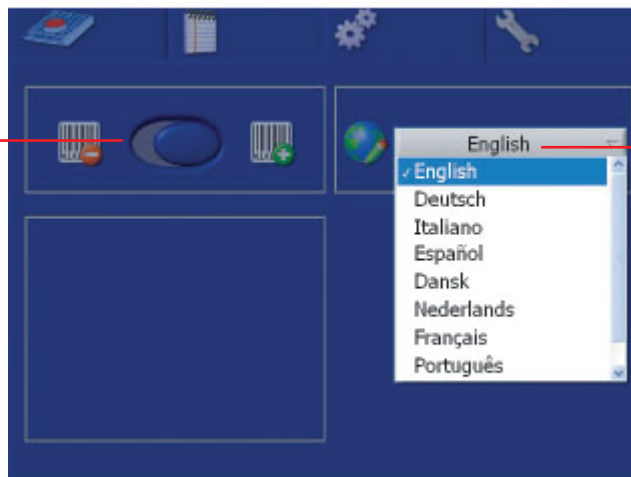 English
✓English
Deutsch
Italiano
Español
Dansk
Nederlands
Français
Português